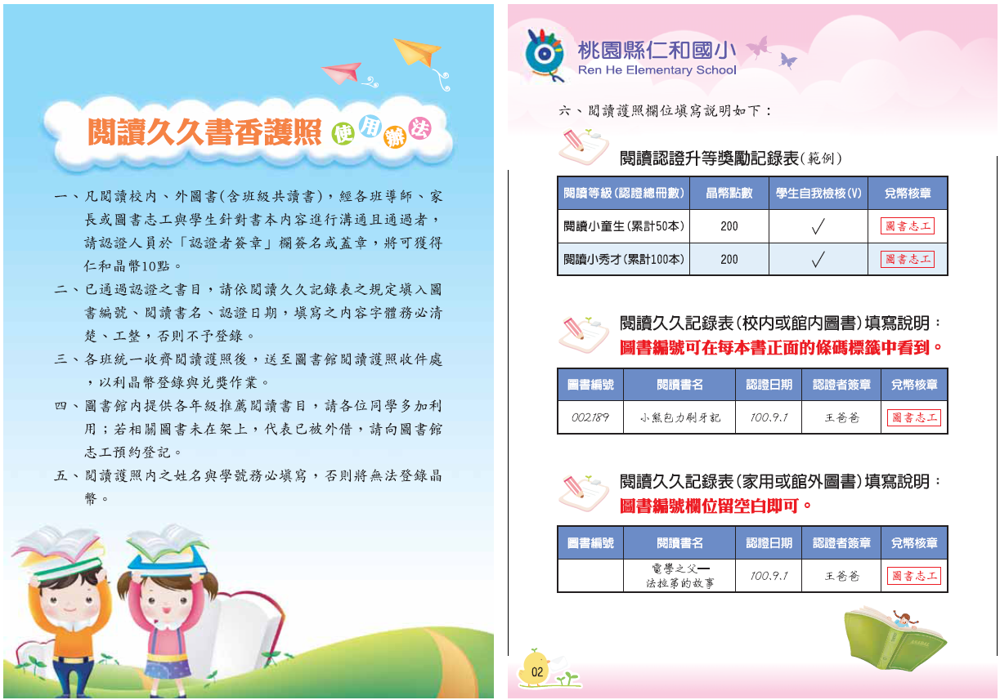 閱讀久久書香護照 使用辦法
一、凡閱讀校內、外圖書(含班級共讀書)，經各班導師、家
長或圖書志工與學生針對書本內容進行溝通且通過者，
請認證人員於「認證者簽章」欄簽名或蓋章，將可獲得
仁和晶幣10點。
二、已通過認證之書目，請依閱讀久久記錄表之規定填入圖
書編號、閱讀書名、認證日期，填寫之內容字體務必清
楚、工整，否則不予登錄。
三、各班統一收齊閱讀護照後，送至圖書館閱讀護照收件處
，以利晶幣登錄與兌獎作業。
四、圖書館內提供各年級推薦閱讀書目，請各位同學多加利
用；若相關圖書未在架上，代表已被外借，請向圖書館
志工預約登記。
五、閱讀護照內之姓名與學號務必填寫，否則將無法登錄晶
幣。
桃園縣仁和國小
Ren He Elementary School
六、閱讀護照欄位填寫說明如下：
閱讀認證升等獎勵記錄表(範例)
閱讀等級(認證總冊數) 晶幣點數 學生自我檢核(V) 兌幣核章
閱讀小童生(累計50本) 200 √ 圖書志工
閱讀小秀才(累計100本) 200 √ 圖書志工
閱讀久久記錄表(校內或館內圖書)填寫說明：
圖書編號可在每本書正面的條碼標籤中看到。
圖書編號 閱讀書名 認證日期 認證者簽章 兌幣核章
002189 小熊包力刷牙記 100.9.1 王爸爸 圖書志工
閱讀久久記錄表(家用或館外圖書)填寫說明：
圖書編號欄位留空白即可。
圖書編號 閱讀書名 認證日期 認證者簽章 兌幣核章
電學之父—
法拉第的故事 100.9.1 王爸爸 圖書志工
02